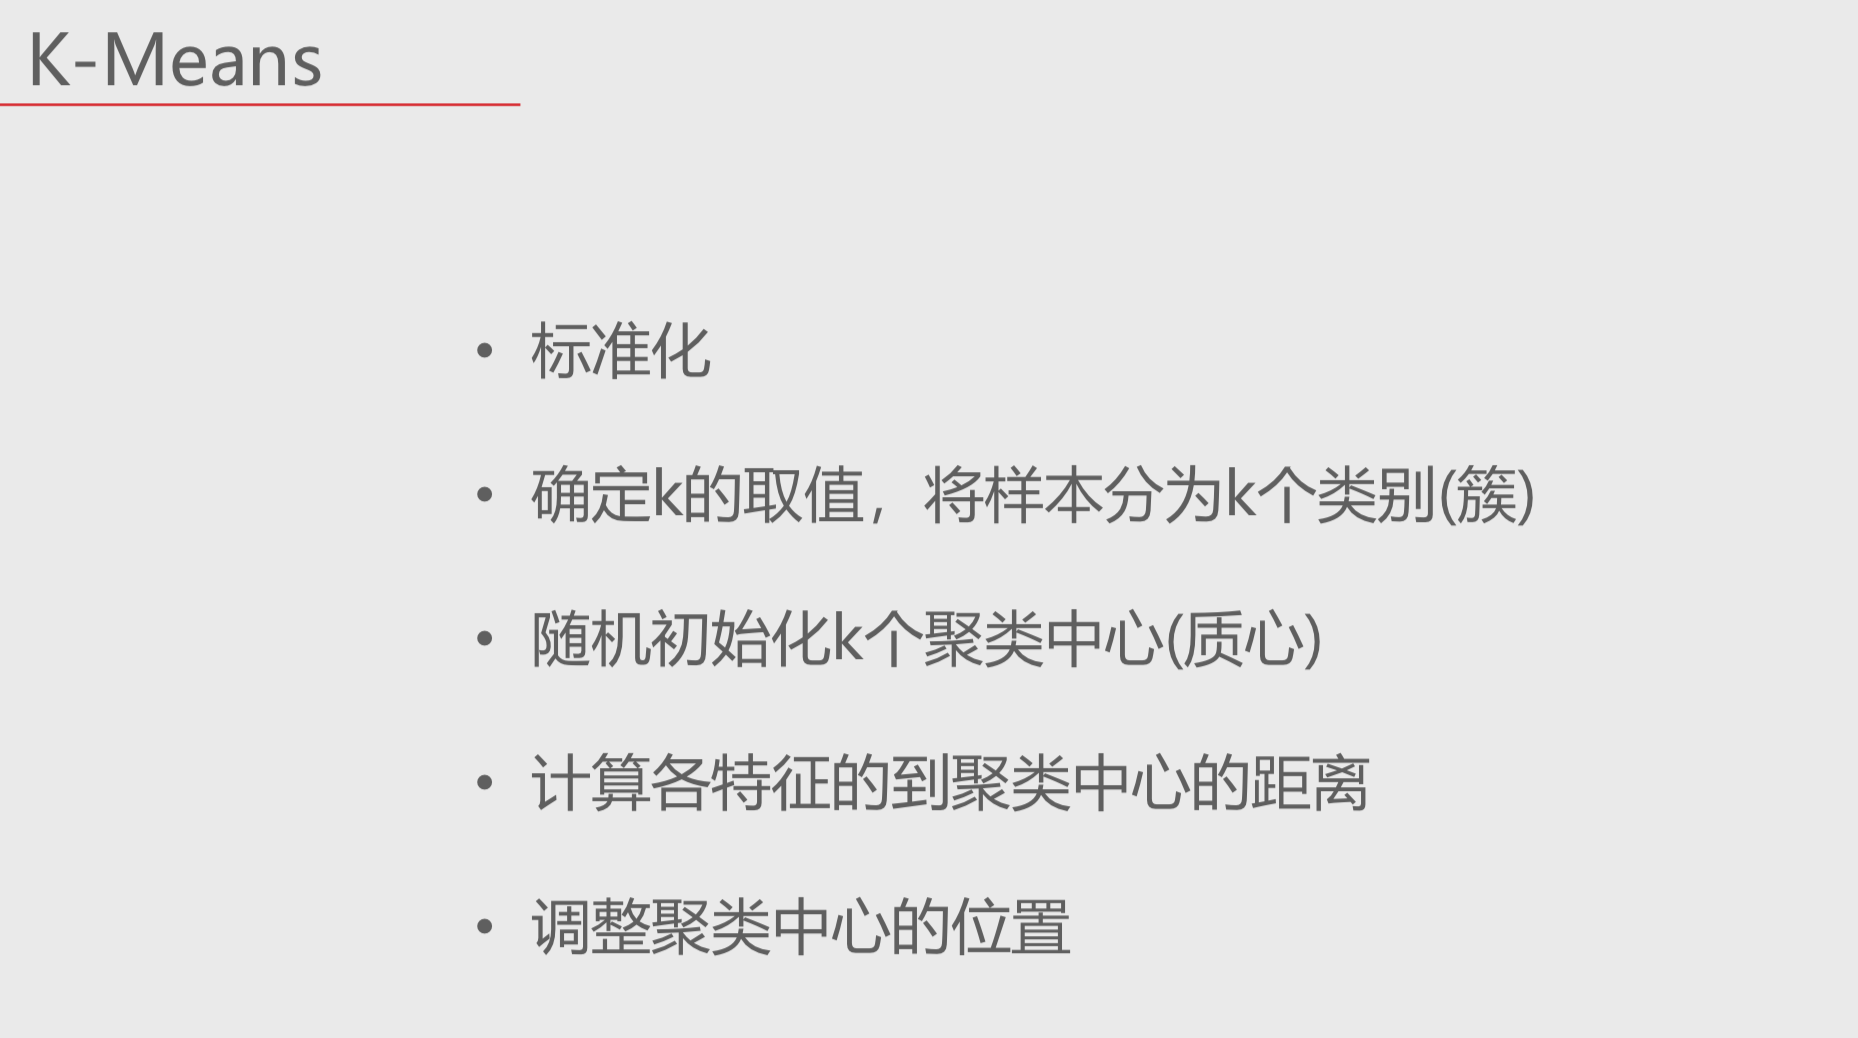 K-Means
• 标准化
• 确定k的取值，将样本分为k个类别(簇)
• 随机初始化k个聚类中心(质心)
• 计算各特征的到聚类中心的距离
• 调整聚类中心的位置